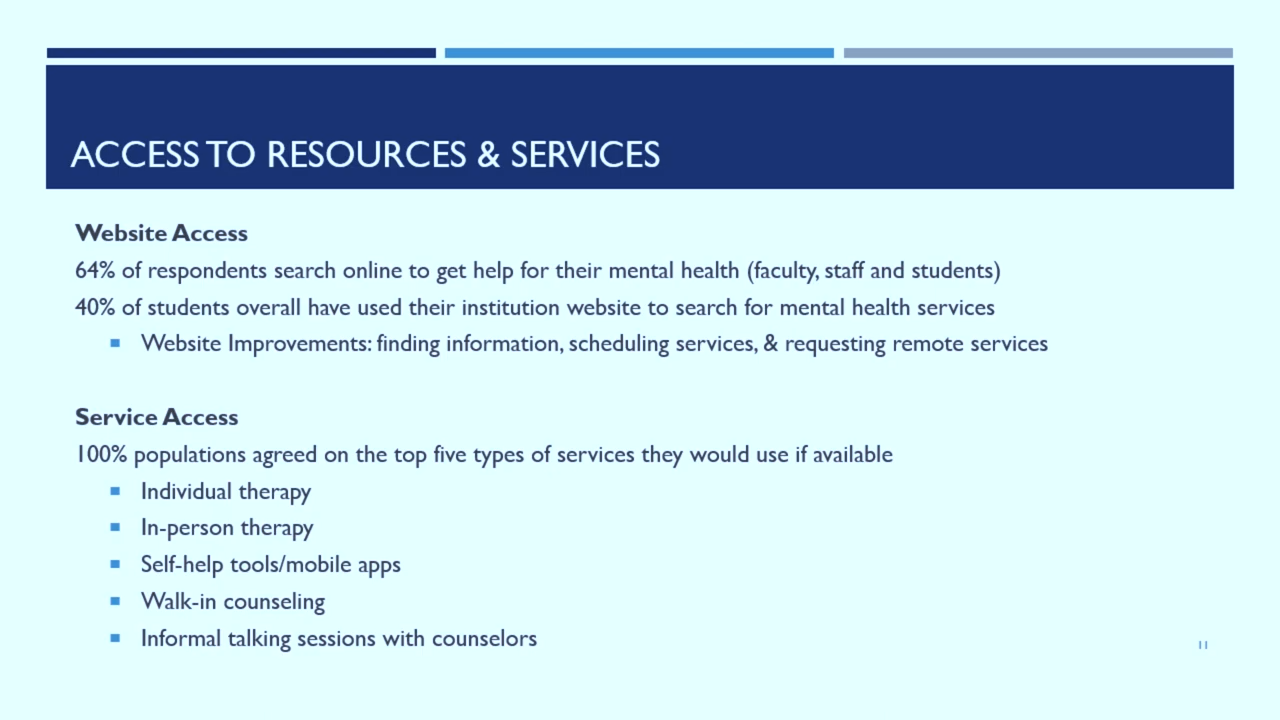 ACCESS TO RESOURCES & SERVICES
Website Access
64% of respondents search online to get help for their mental health (faculty, staff and students)
40% of students overall have used their institution website to search for mental health services
Website Improvements: finding information, scheduling services, & requesting remote services
Service Access
100% populations agreed on the top five types of services they would use if available
Individual therapy
In-person therapy
Self-help tools/mobile apps
Walk-in counseling
Informal talking sessions with counselors
11